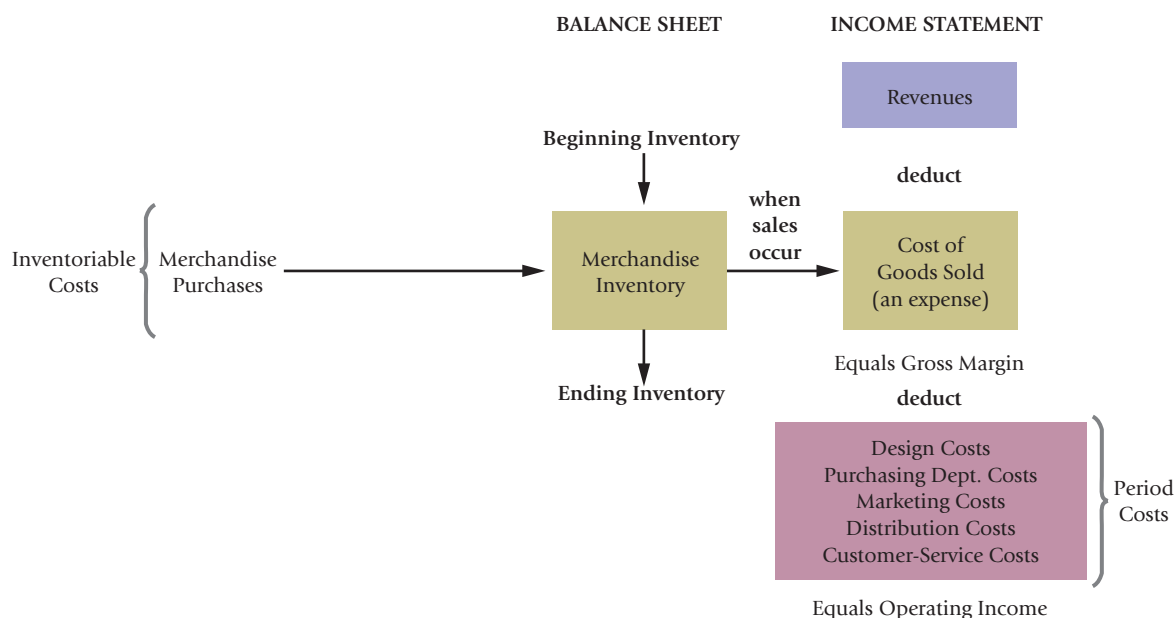 BALANCE SHEET
INCOME STATEMENT
Revenues
Beginning Inventory
deduct
when
sales
occur
Inventoriable
Costs
Merchandise
Purchases
Merchandise
Inventory
Cost of
Goods Sold
(an expense)
Equals Gross Margin
Ending Inventory
deduct
Design Costs
Purchasing Dept. Costs
Marketing Costs
Distribution Costs
Customer-Service Costs
Period
Costs
Equals Operating Income